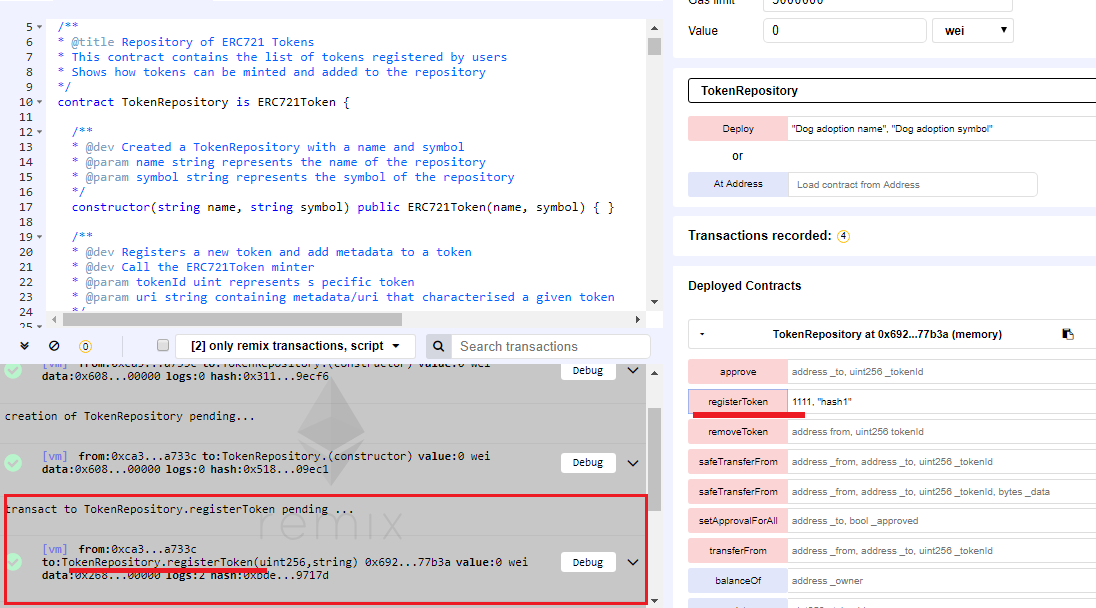 5 /**
6 * @title Repository of ERC721 Tokens
7 * This contract contains the list of tokens registered by users
8 * Shows how tokens can be minted and added to the repository
9 */
10 contract TokenRepository is ERC721Token {
11
12 /**
13 * @dev Created a TokenRepository with a name and symbol
14 * @param name string represents the name of the repository
15 * @param symbol string represents the symbol of the repository
16 */
17 constructor(string name, string symbol) public ERC721Token(name, symbol) { }
18
19 /**
20 * @dev Registers a new token and add metadata to a token
21 * @dev Call the ERC721Token minter
22 * @param tokenId uint represents s pecific token
23 * @param uri string containing metadata/uri that characterised a given token
24 */
25
0
[2] only remix transactions, script
Search transactions
[vm] from:0xca3...a733c to:TokenRepository.(constructor) value:0 wei
data:0x608...00000 logs:0 hash:0x311...9ecf6
Debug
creation of TokenRepository pending...
[vm] from:0xca3...a733c to:TokenRepository.(constructor) value:0 wei
data:0x608...00000 logs:0 hash:0x518...09ec1
Debug
transact to TokenRepository.registerToken pending ...
remix
[vm] from:0xca3...a733c
to:TokenRepository.registerToken(uint256,string) 0x692...77b3a value:0 wei
data:0x268...00000 logs:2 hash:0xbde...9717d
Debug
Gas limit 3000000
Value 0 wei
TokenRepository
Deploy "Dog adoption name", "Dog adoption symbol"
or
At Address Load contract from Address
Transactions recorded: 4
Deployed Contracts
TokenRepository at 0x692...77b3a (memory)
approve address _to, uint256 _tokenId
registerToken 1111, "hash1"
removeToken address from, uint256 tokenId
safeTransferFrom address _from, address _to, uint256 _tokenId
safeTransferFrom address _from, address _to, uint256 _tokenId, bytes _data
setApprovalForAll address _to, bool _approved
transferFrom address _from, address _to, uint256 _tokenId
balanceOf address _owner